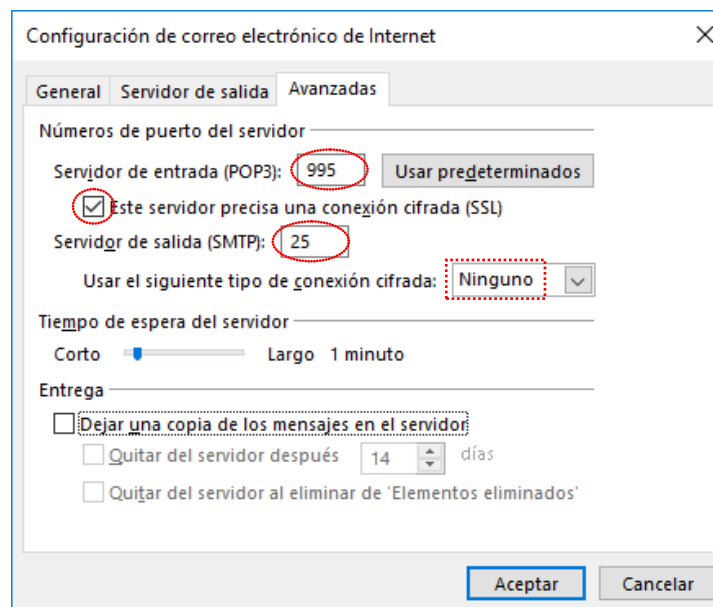 Configuración de correo electrónico de Internet
General Servidor de salida Avanzadas
Números de puerto del servidor
Servidor de entrada (POP3): 995 Usar predeterminados
Este servidor precisa una conexión cifrada (SSL)
Servidor de salida (SMTP): 25
Usar el siguiente tipo de conexión cifrada: Ninguno
Tiempo de espera del servidor
Corto Largo 1 minuto
Entrega
Dejar una copia de los mensajes en el servidor
Quitar del servidor después 14 días
Quitar del servidor al eliminar de 'Elementos eliminados'
Aceptar Cancelar